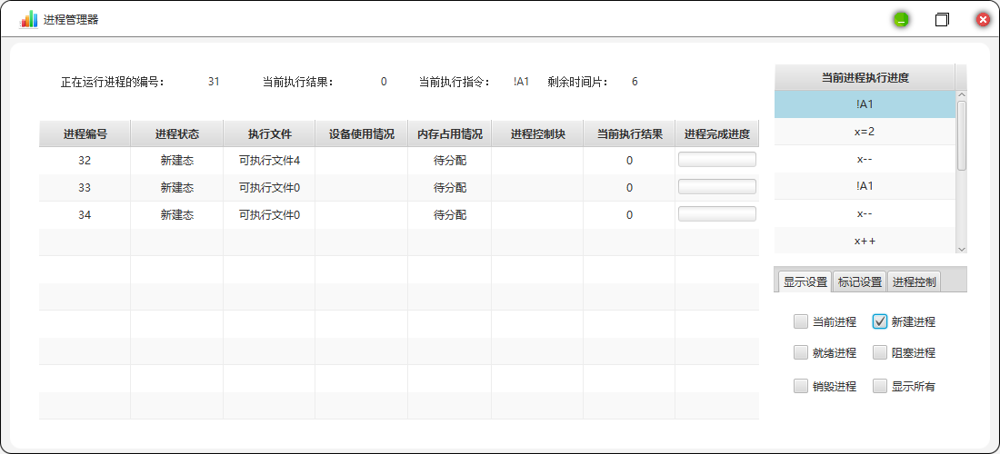 进程管理器
正在运行进程的编号： 31 当前执行结果： 0 当前执行指令： !A1 剩余时间片： 6
进程编号 进程状态 执行文件 设备使用情况 内存占用情况 进程控制块 当前执行结果 进程完成进度
32 新建态 可执行文件4 待分配 0
33 新建态 可执行文件0 待分配 0
34 新建态 可执行文件0 待分配 0
当前进程执行进度
!A1
x=2
x--
!A1
x--
x++
显示设置 标记设置 进程控制
当前进程 新建进程
就绪进程 阻塞进程
销毁进程 显示所有